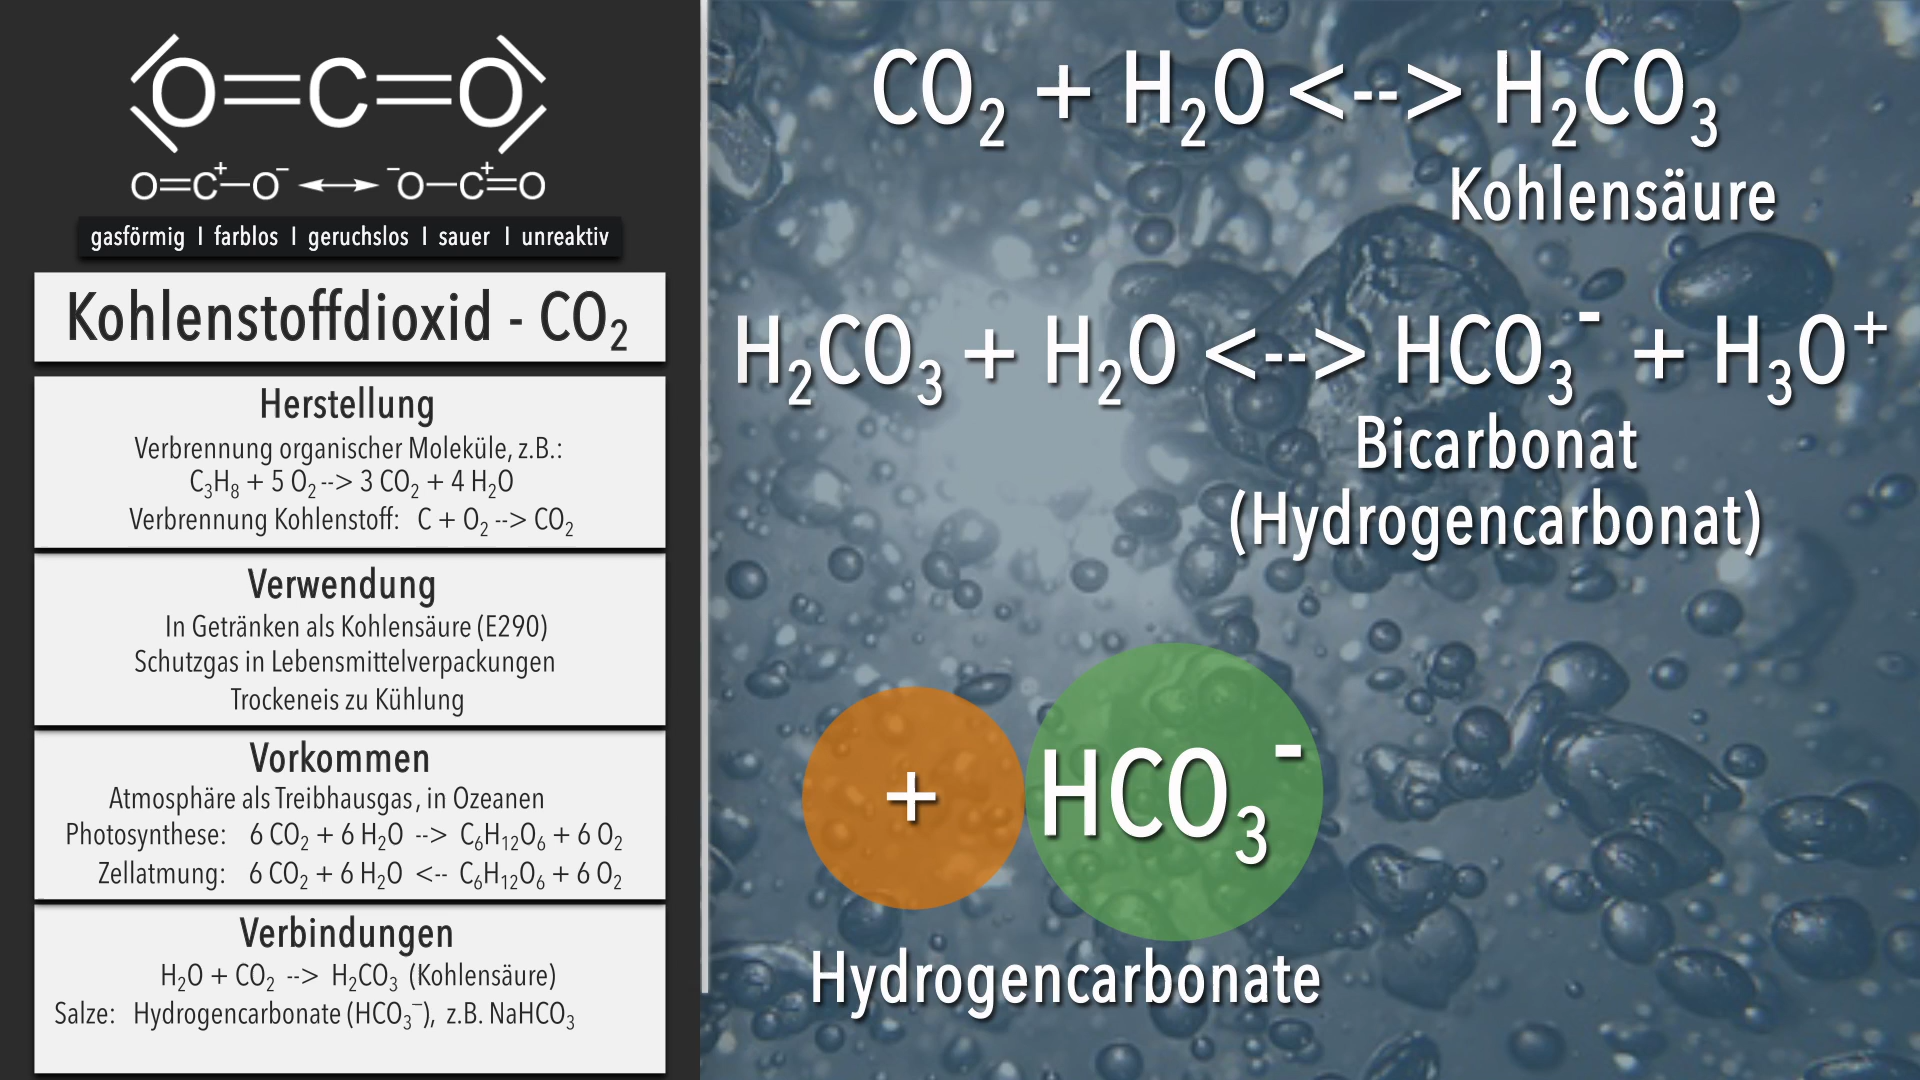 O=C=O
O=C⁺—O⁻ ⟷ ⁻O—C⁺=O
gasförmig I farblos I geruchslos I sauer I unreaktiv
Kohlenstoffdioxid - CO₂
Herstellung
Verbrennung organischer Moleküle, z.B.:
C₃H₈ + 5 O₂ --> 3 CO₂ + 4 H₂O
Verbrennung Kohlenstoff: C + O₂ --> CO₂
Verwendung
In Getränken als Kohlensäure (E290)
Schutzgas in Lebensmittelverpackungen
Trockeneis zu Kühlung
Vorkommen
Atmosphäre als Treibhausgas, in Ozeanen
Photosynthese: 6 CO₂ + 6 H₂O --> C₆H₁₂O₆ + 6 O₂
Zellatmung: 6 CO₂ + 6 H₂O <-- C₆H₁₂O₆ + 6 O₂
Verbindungen
H₂O + CO₂ --> H₂CO₃ (Kohlensäure)
Salze: Hydrogencarbonate (HCO₃⁻), z.B. NaHCO₃
CO₂ + H₂O <--> H₂CO₃
Kohlensäure
H₂CO₃ + H₂O <--> HCO₃⁻ + H₃O⁺
Bicarbonat
(Hydrogencarbonat)
+ HCO₃⁻
Hydrogencarbonate